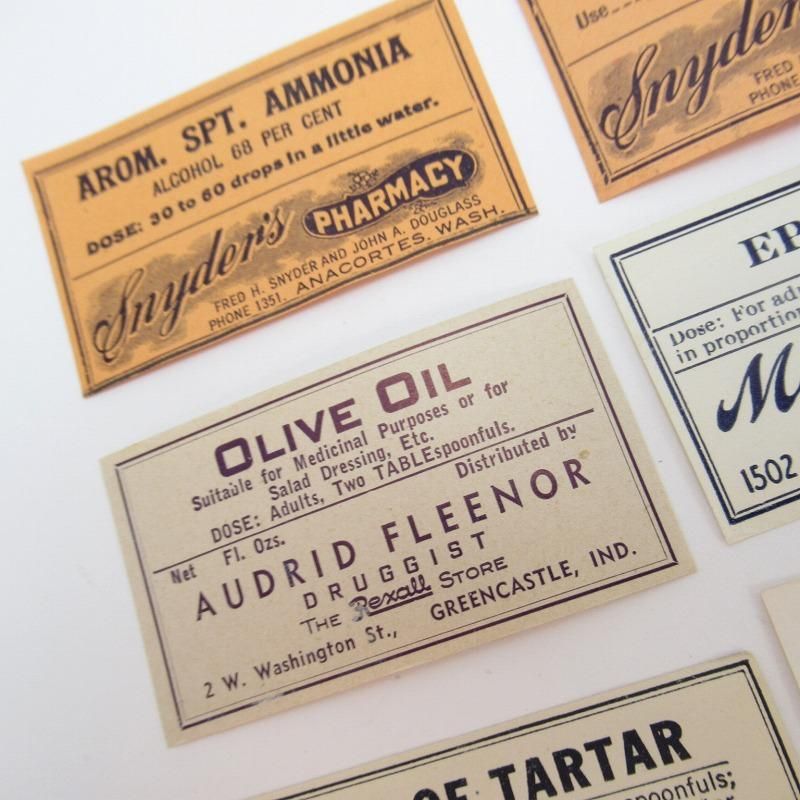 AROM. SPT. AMMONIA
ALCOHOL 68 PER CENT
DOSE: 30 to 60 drops in a little water.
Snyder's PHARMACY
FRED H. SNYDER AND JOHN A. DOUGLASS
PHONE 1351. ANACORTES. WASH.
Use
Snyder
FRED
PHONE
EP
Dose: For ad
in proportion
M
1502
OLIVE OIL
Suitable for Medicinal Purposes or for
Salad Dressing, Etc.
DOSE: Adults, Two TABLEspoonfuls.
Net Fl. Ozs. Distributed by
AUDRID FLEENOR
DRUGGIST
THE Rexall STORE
2 W. Washington St., GREENCASTLE, IND.
OF TARTAR
spoonfuls;